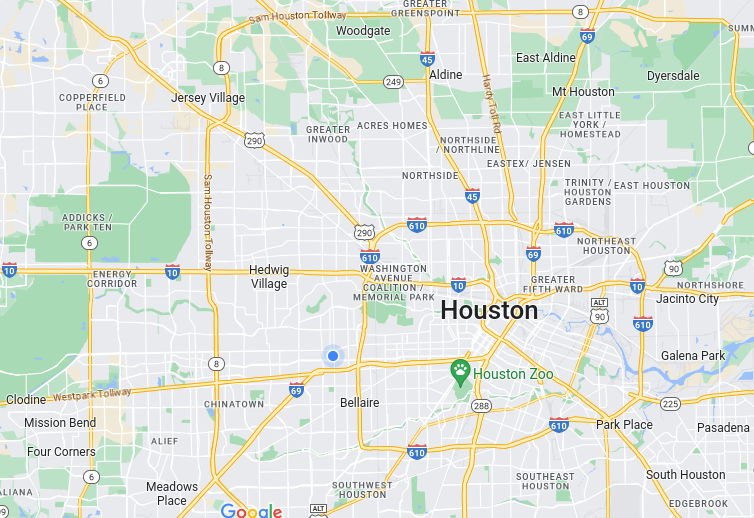 GREATER
GREENSPOINT
Sam Houston Tollway
8
Woodgate
69
45
East Aldine
8
Aldine
Dyersdale
6
249
Hardy Toll Rd
Mt Houston
COPPERFIELD
PLACE
Jersey Village
EAST LITTLE
YORK /
HOMESTEAD
GREATER
INWOOD
ACRES HOMES
290
NORTHSIDE
/ NORTHLINE
EASTEX/ JENSEN
NORTHSIDE
TRINITY /
HOUSTON
GARDENS
EAST HOUSTON
45
Sam Houston Tollway
ADDICKS /
PARK TEN
6
290
610
610
69
NORTHEAST
HOUSTON
610
10
10
ENERGY
CORRIDOR
Hedwig
Village
WASHINGTON
AVENUE
COALITION /
MEMORIAL PARK
10
GREATER
FIFTH WARD
10
90
NORTHSHORE
Jacinto City
ALT
90
Houston
610
Galena Park
8
Houston Zoo
69
Clodine
Westpark Tollway
CHINATOWN
Bellaire
288
225
Mission Bend
Park Place
Pasadena
610
ALIEF
610
Four Corners
6
Meadows
Place
SOUTHWEST
HOUSTON
SOUTHEAST
HOUSTON
South Houston
EDGEBROOK
ALT
Google